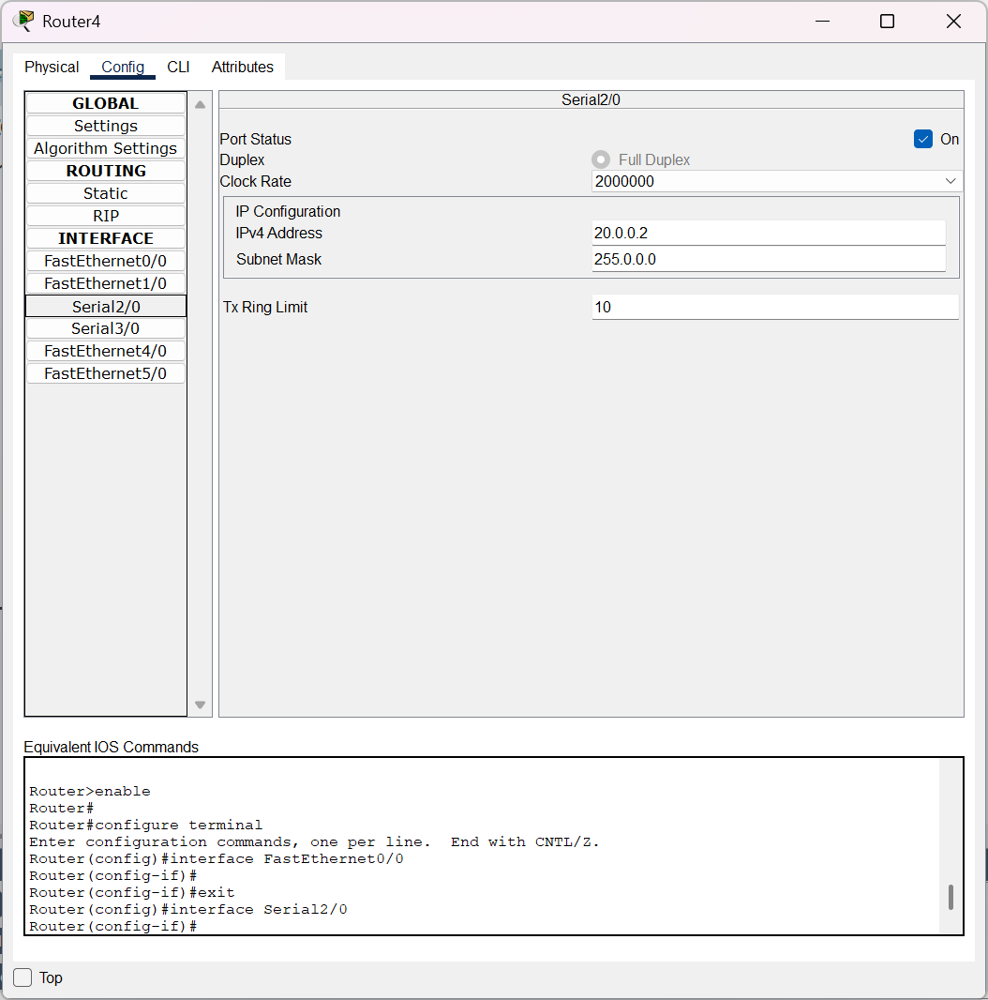 Router4
Physical Config CLI Attributes
GLOBAL
Settings
Algorithm Settings
ROUTING
Static
RIP
INTERFACE
FastEthernet0/0
FastEthernet1/0
Serial2/0
Serial3/0
FastEthernet4/0
FastEthernet5/0
Serial2/0
Port Status On
Duplex Full Duplex
Clock Rate 2000000
IP Configuration
IPv4 Address 20.0.0.2
Subnet Mask 255.0.0.0
Tx Ring Limit 10
Equivalent IOS Commands
Router>enable
Router#
Router#configure terminal
Enter configuration commands, one per line.  End with CNTL/Z.
Router(config)#interface FastEthernet0/0
Router(config-if)#
Router(config-if)#exit
Router(config)#interface Serial2/0
Router(config-if)#
Top